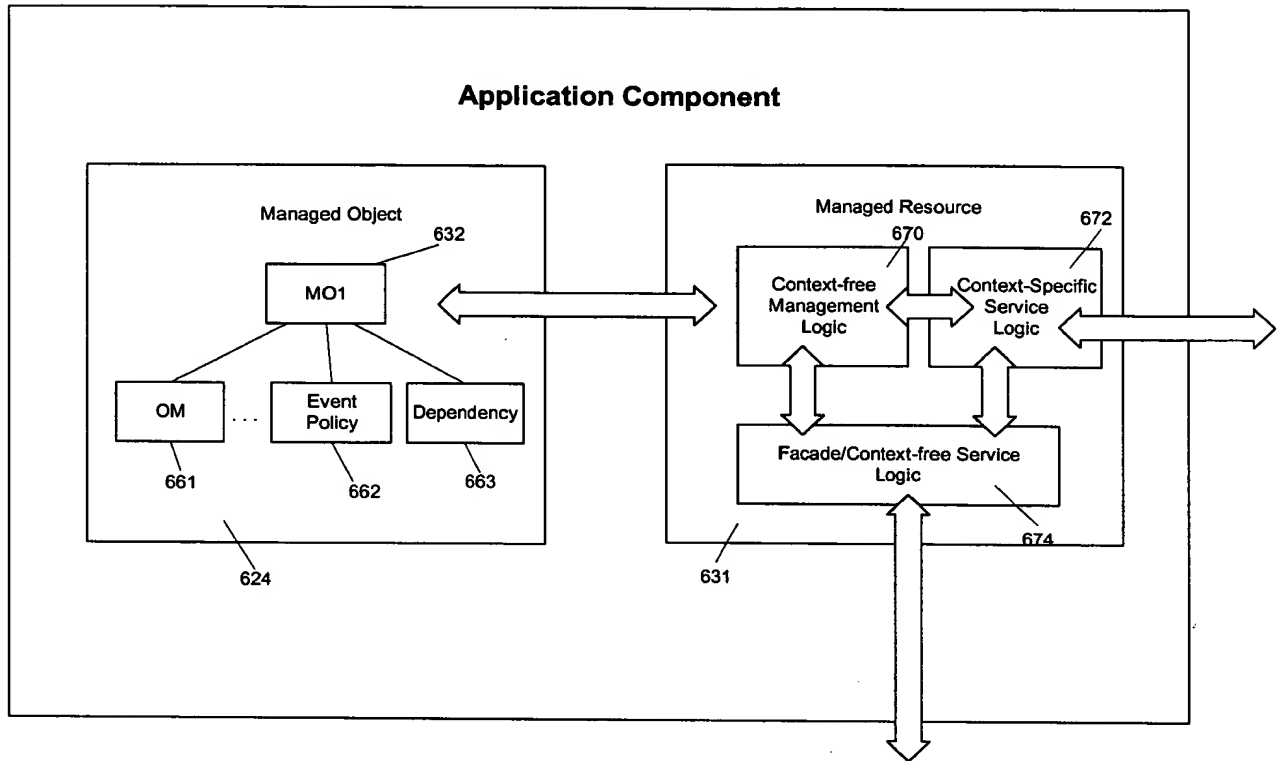 Application Component
Managed Object
632
MO1
OM
. . .
Event
Policy
Dependency
661
662
663
624
Managed Resource
670
672
Context-free
Management
Logic
Context-Specific
Service
Logic
Facade/Context-free Service
Logic
674
631